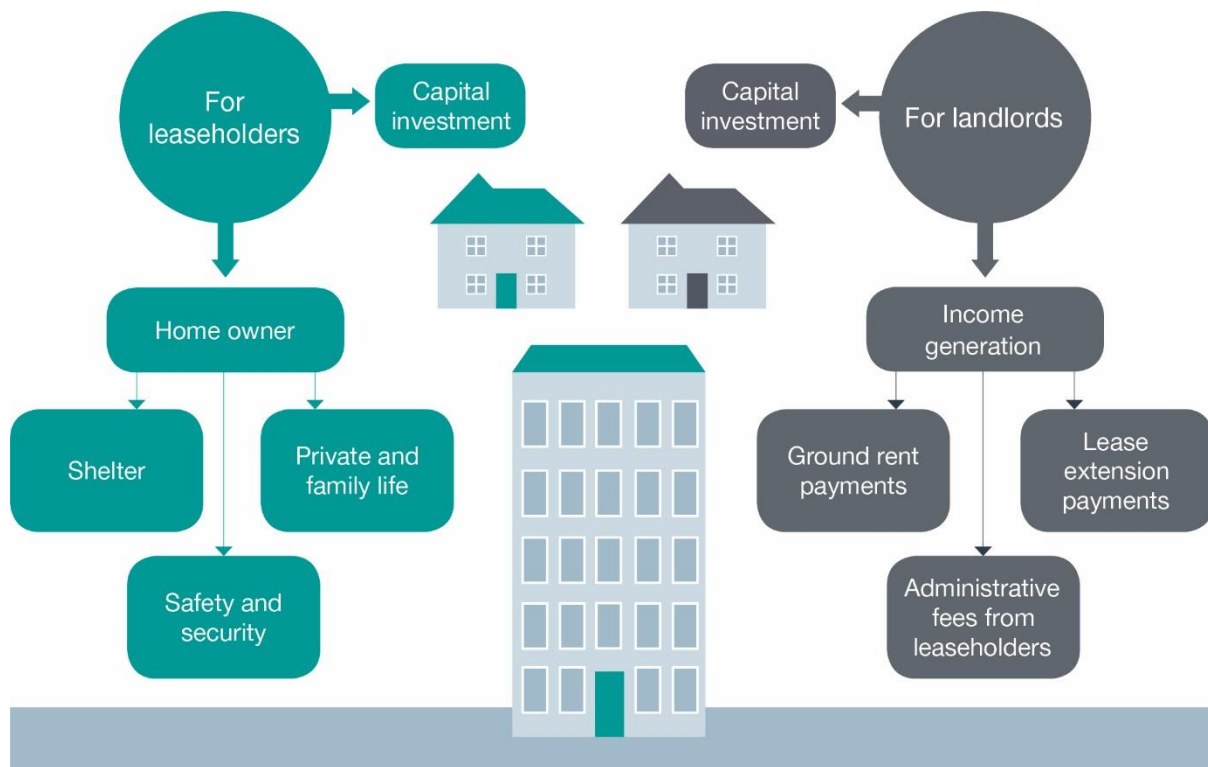 For
leaseholders
Capital
investment
Home owner
Shelter
Private and
family life
Safety and
security
Capital
investment
For landlords
Income
generation
Ground rent
payments
Lease
extension
payments
Administrative
fees from
leaseholders